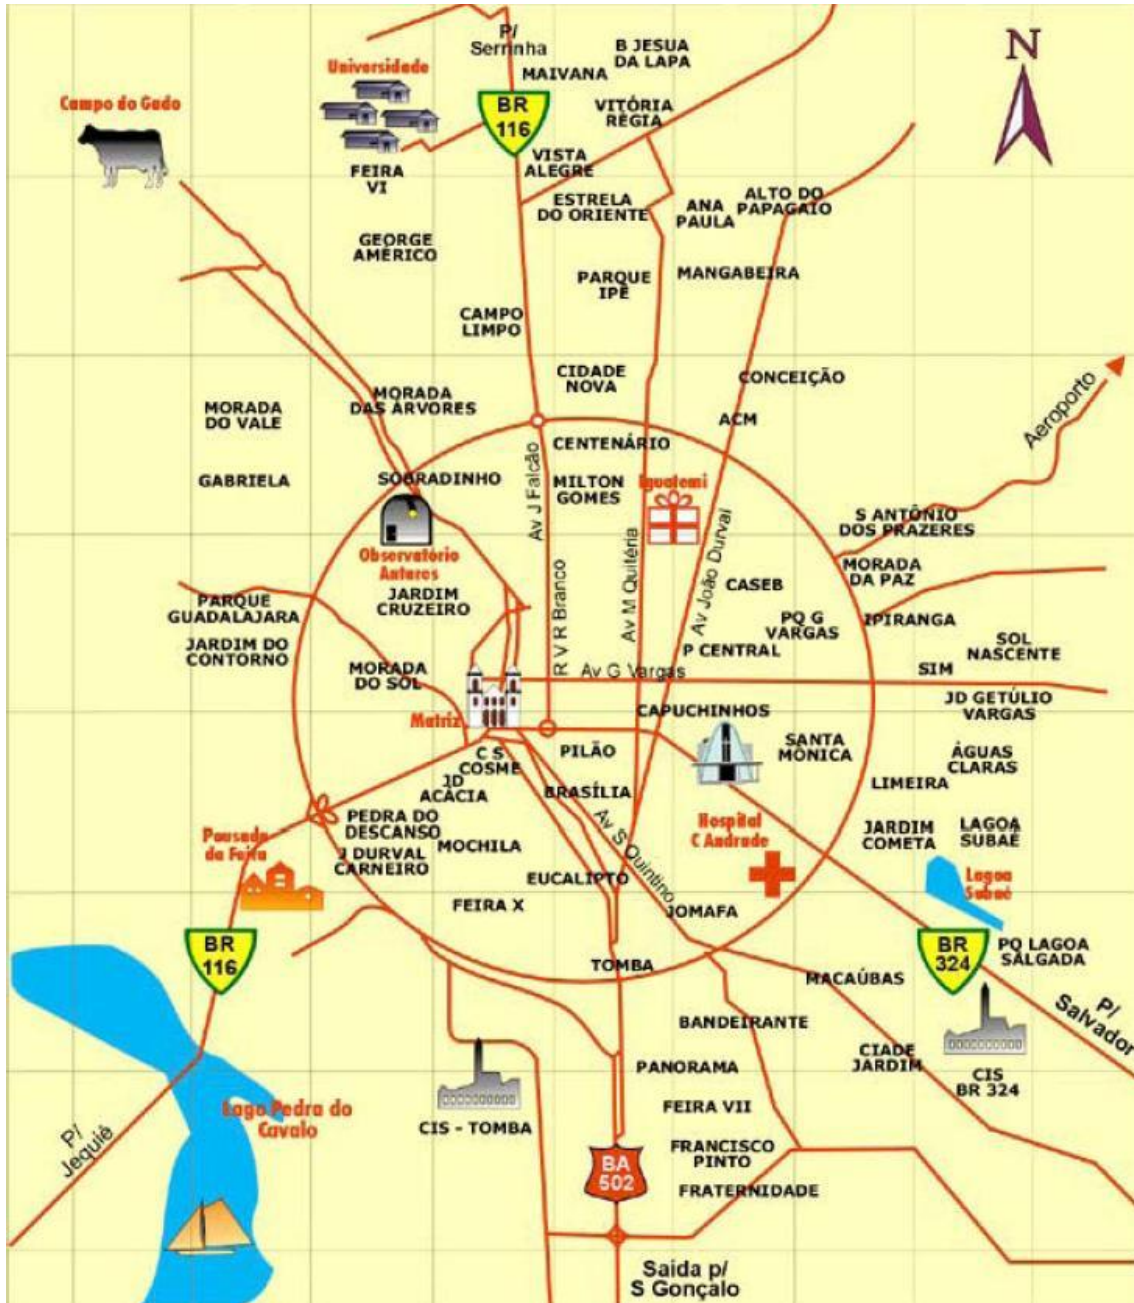 P/
Serrinha
B JESUA
DA LAPA
N
Universidade
MAIVANA
Campo do Gado
BR
116
VITÓRIA
RÉGIA
VISTA
ALEGRE
FEIRA
VI
ESTRELA
DO ORIENTE
ANA
PAULA
ALTO DO
PAPAGAIO
GEORGE
AMÉRICO
PARQUE
IPÊ
MANGABEIRA
CAMPO
LIMPO
CIDADE
NOVA
CONCEIÇÃO
MORADA
DAS ÁRVORES
MORADA
DO VALE
ACM
Aeroporto
CENTENÁRIO
GABRIELA
SOBRADINHO
Av J Falcão
MILTON
GOMES
Iguatemi
S ANTÔNIO
DOS PRAZERES
Observatório
Antares
Av M Quitéria
Av João Durval
MORADA
DA PAZ
CASEB
R V R Branco
JARDIM
CRUZEIRO
PARQUE
GUADALAJARA
PQ G
VARGAS
IPIRANGA
JARDIM DO
CONTORNO
P CENTRAL
SOL
NASCENTE
MORADA
DO SOL
Av G Vargas
SIM
JD GETÚLIO
VARGAS
Matriz
CAPUCHINHOS
PILÃO
SANTA
MÔNICA
C S
COSME
ÁGUAS
CLARAS
JD
ACÁCIA
BRASÍLIA
LIMEIRA
PEDRA DO
DESCANSO
Av S Quintino
Hospital
C Andrade
JARDIM
COMETA
LAGOA
SUBAÉ
Pousada
da Feira
MOCHILA
J DURVAL
CARNEIRO
EUCALIPTO
Lagoa
Subaé
FEIRA X
JOMAFA
BR
116
BR
324
PQ LAGOA
SALGADA
TOMBA
MACAÚBAS
P/
Salvador
BANDEIRANTE
CIADE
JARDIM
PANORAMA
CIS
BR 324
FEIRA VII
Lago Pedra do
Cavalo
CIS - TOMBA
P/
Jequié
FRANCISCO
PINTO
BA
502
FRATERNIDADE
Saida p/
S Gonçalo